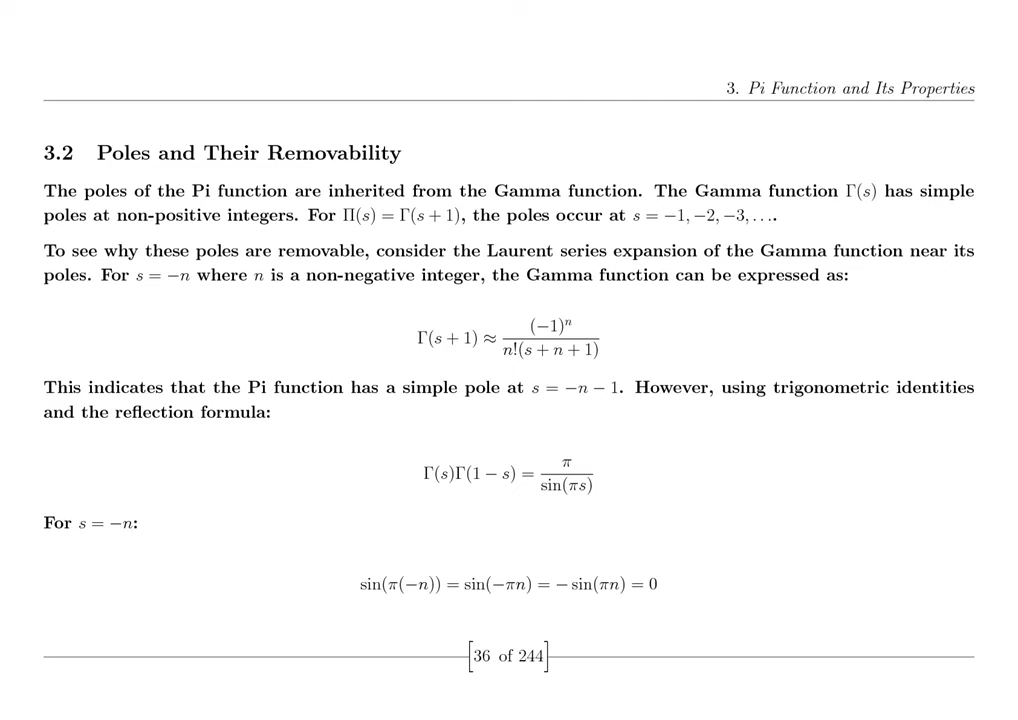 3. Pi Function and Its Properties
3.2 Poles and Their Removability
The poles of the Pi function are inherited from the Gamma function. The Gamma function Γ(s) has simple
poles at non-positive integers. For Π(s) = Γ(s + 1), the poles occur at s = −1, −2, −3, . . ..
To see why these poles are removable, consider the Laurent series expansion of the Gamma function near its
poles. For s = −n where n is a non-negative integer, the Gamma function can be expressed as:
Γ(s + 1) ≈ (−1)ⁿ / n!(s + n + 1)
This indicates that the Pi function has a simple pole at s = −n − 1. However, using trigonometric identities
and the reflection formula:
Γ(s)Γ(1 − s) = π / sin(πs)
For s = −n:
sin(π(−n)) = sin(−πn) = − sin(πn) = 0
[36 of 244]